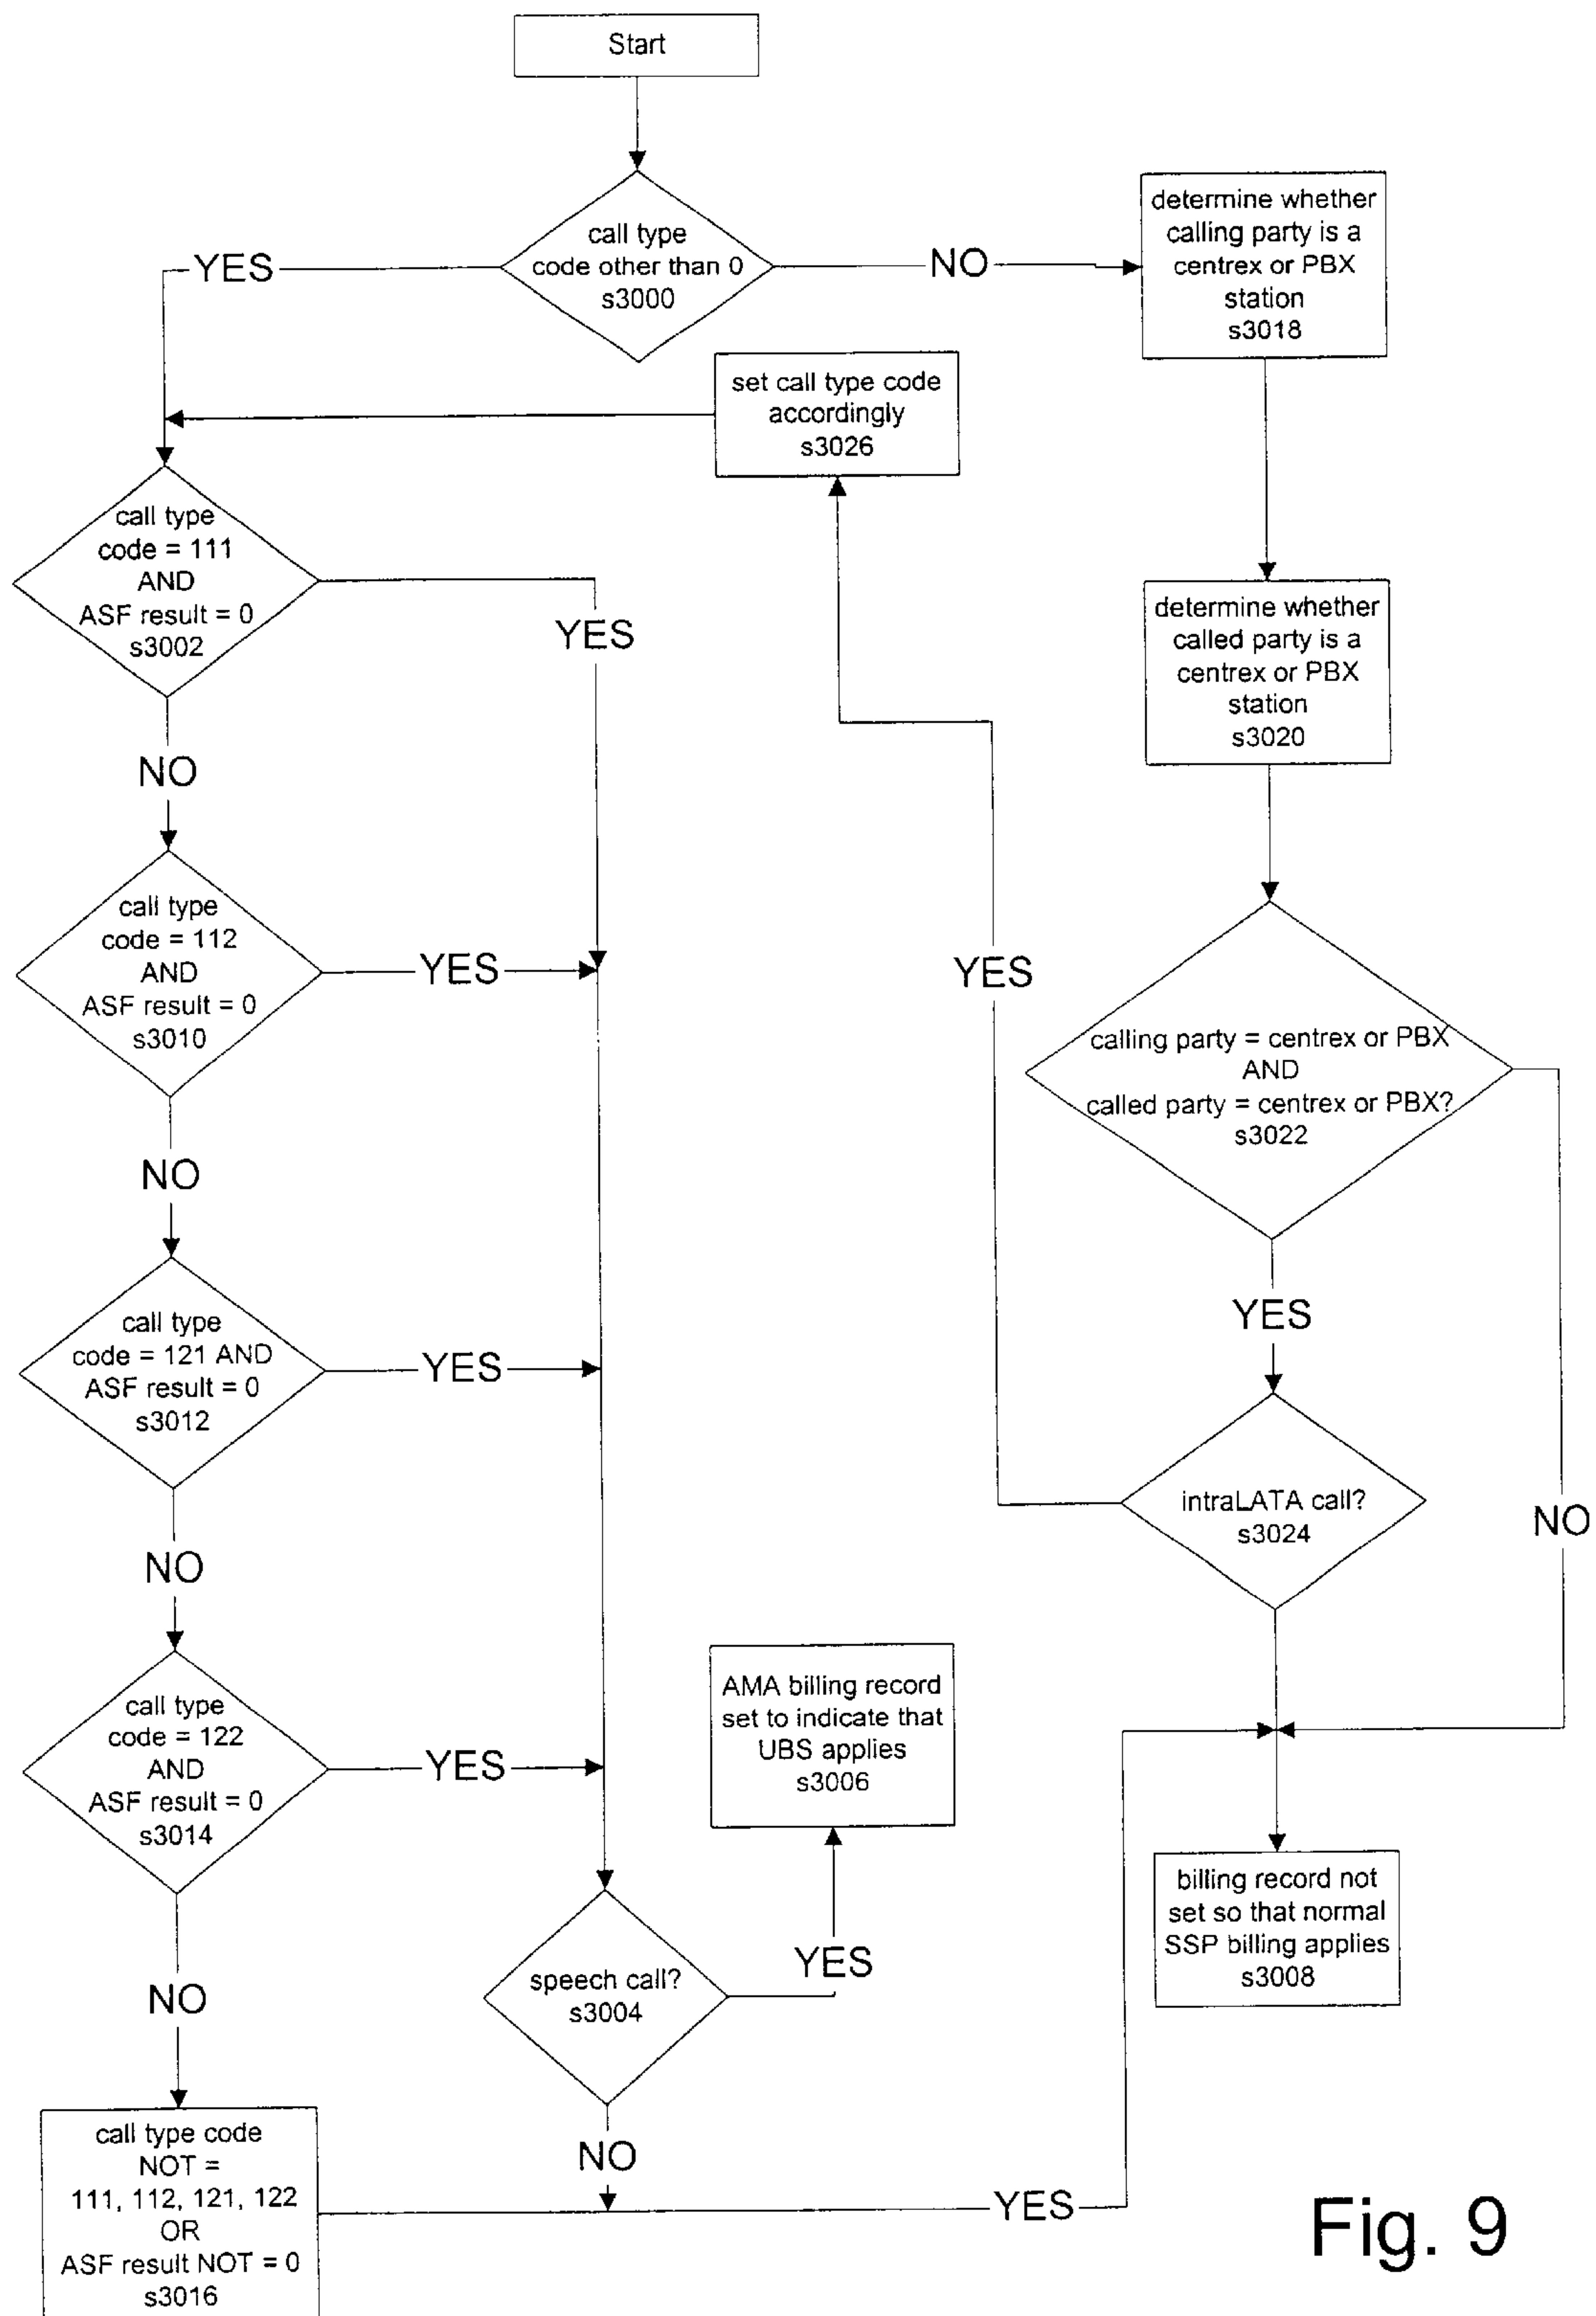 Start
call type
code other than 0
s3000
YES
NO
determine whether
calling party is a
centrex or PBX
station
s3018
set call type code
accordingly
s3026
call type
code = 111
AND
ASF result = 0
s3002
YES
NO
determine whether
called party is a
centrex or PBX
station
s3020
call type
code = 112
AND
ASF result = 0
s3010
YES
NO
YES
calling party = centrex or PBX
AND
called party = centrex or PBX?
s3022
YES
NO
call type
code = 121 AND
ASF result = 0
s3012
YES
NO
intraLATA call?
s3024
call type
code = 122
AND
ASF result = 0
s3014
YES
NO
AMA billing record
set to indicate that
UBS applies
s3006
speech call?
s3004
YES
NO
billing record not
set so that normal
SSP billing applies
s3008
call type code
NOT =
111, 112, 121, 122
OR
ASF result NOT = 0
s3016
YES
Fig. 9